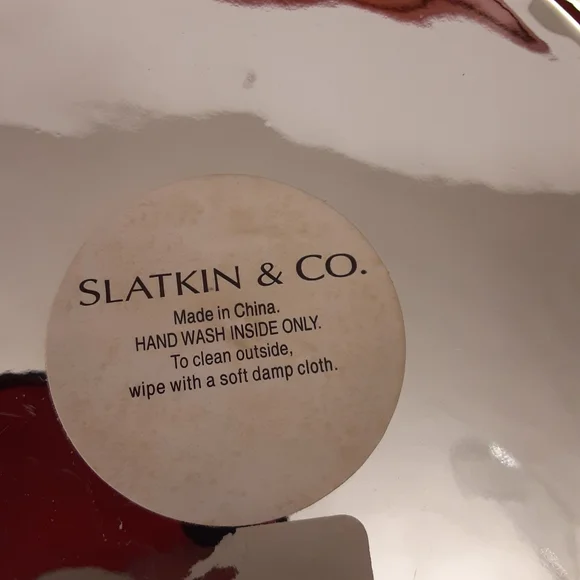 SLATKIN & CO.
Made in China.
HAND WASH INSIDE ONLY.
To clean outside,
wipe with a soft damp cloth.